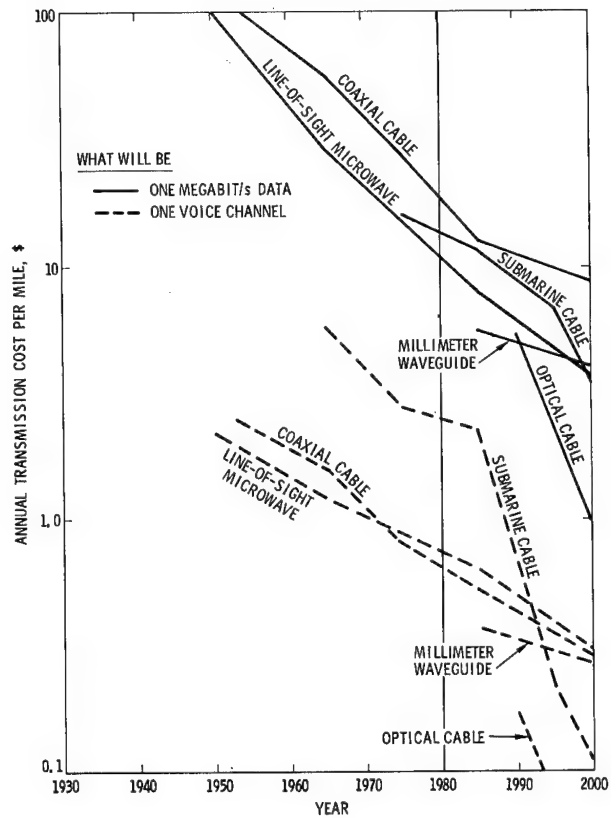 ANNUAL TRANSMISSION COST PER MILE, $
100
10
1.0
0.1
WHAT WILL BE
ONE MEGABIT/s DATA
ONE VOICE CHANNEL
COAXIAL CABLE
LINE-OF-SIGHT MICROWAVE
SUBMARINE CABLE
MILLIMETER
WAVEGUIDE
OPTICAL CABLE
COAXIAL CABLE
LINE-OF-SIGHT
MICROWAVE
SUBMARINE CABLE
MILLIMETER
WAVEGUIDE
OPTICAL CABLE
1930
1940
1950
1960
1970
1980
1990
2000
YEAR